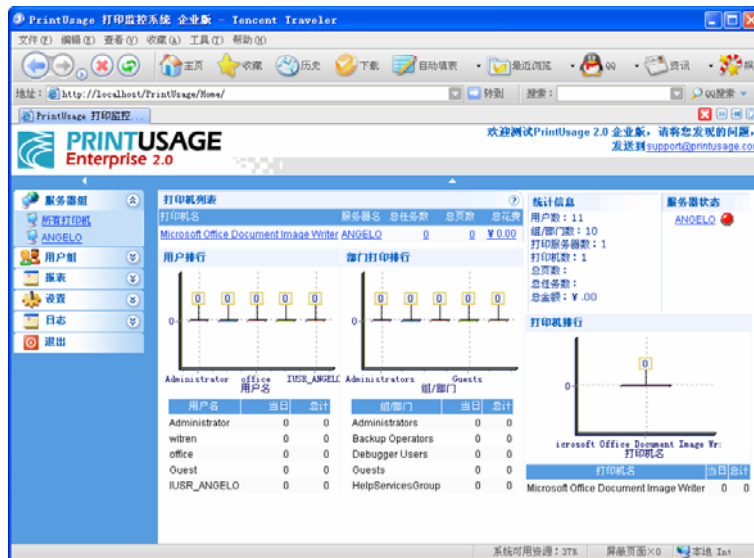 PrintUsage 打印监控系统 企业版 - Tencent Traveler
文件(F) 编辑(E) 查看(V) 收藏(A) 工具(T) 帮助(H)
主页 收藏 历史 下载 自动填表 最近浏览 QQ 资讯
地址: http://localhost/PrintUsage/Home/ 转到 搜索: QQ搜索
PrintUsage 打印监控...
PRINTUSAGE
Enterprise 2.0
欢迎测试PrintUsage 2.0 企业版, 请将您发现的问题,
发送到support@printusage.co
服务器组
所有打印机
ANGELO
用户组
报表
设置
日志
退出
打印机列表
打印机名 服务器名 总任务数 总页数 总花费
Microsoft Office Document Image Writer ANGELO 0 0 ¥ 0.00
用户排行
0 0 0 0 0
0
Administrator office IUSR_ANGELO
用户名
用户名 当日 总计
Administrator 0 0
witren 0 0
office 0 0
Guest 0 0
IUSR_ANGELO 0 0
部门打印排行
0 0 0 0 0
0
Administrators Guests
组/部门
组/部门 当日 总计
Administrators 0 0
Backup Operators 0 0
Debugger Users 0 0
Guests 0 0
HelpServicesGroup 0 0
统计信息
用户数: 11
组/部门数: 10
打印服务器数: 1
打印机数: 1
总页数:
总任务数:
总金额: ¥ .00
服务器状态
ANGELO
打印机排行
0
0
icrosoft Office Document Image Wr:
打印机名
打印机名 当日 总计
Microsoft Office Document Image Writer 0 0
系统可用资源: 37% 屏蔽页面×0 本地 Int